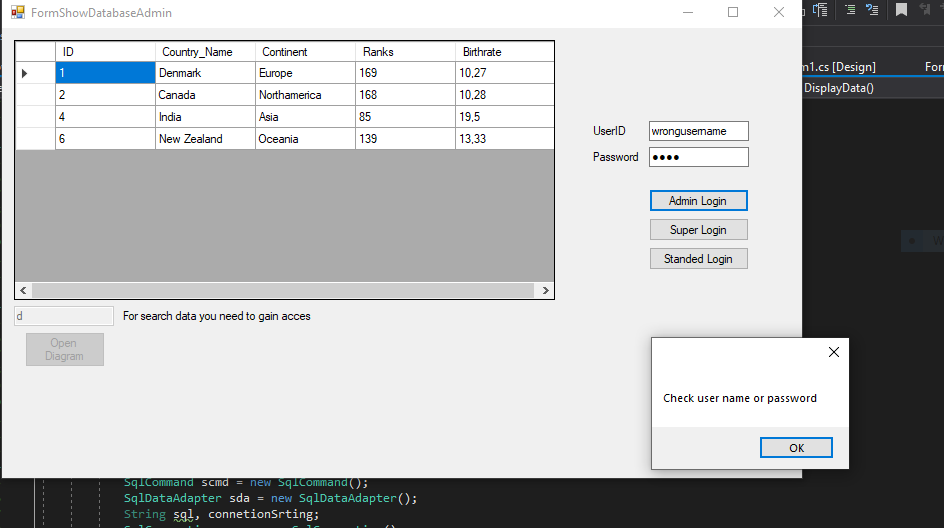 FormShowDatabaseAdmin
m1.cs [Design]
For
DisplayData()
ID Country_Name Continent Ranks Birthrate
1 Denmark Europe 169 10,27
2 Canada Northamerica 168 10,28
4 India Asia 85 19,5
6 New Zealand Oceania 139 13,33
UserID wrongusername
Password ●●●●
Admin Login
Super Login
Standed Login
d For search data you need to gain acces
Open
Diagram
Check user name or password
OK
SqlCommand scmd = new SqlCommand();
SqlDataAdapter sda = new SqlDataAdapter();
String sql, connetionSrting;